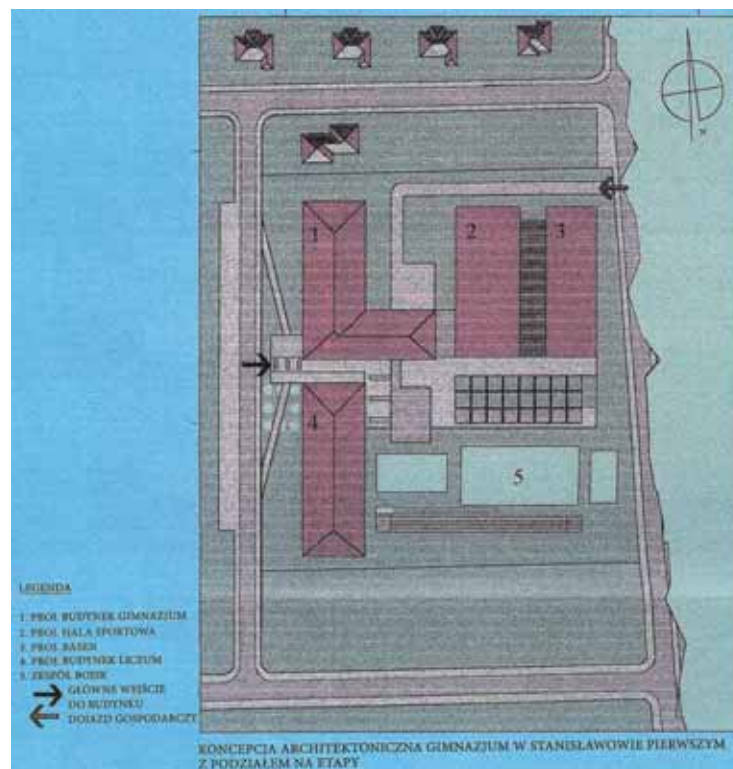 N
1
2
3
4
5
LEGENDA
1. PROJ. BUDYNEK GIMNAZJUM
2. PROJ. HALA SPORTOWA
3. PROJ. BASEN
4. PROJ. BUDYNEK LICEUM
5. ZESPÓŁ BOISK
GŁÓWNE WEJŚCIE
DO BUDYNKU
DOJAZD GOSPODARCZY
KONCEPCJA ARCHITEKTONICZNA GIMNAZJUM W STANISŁAWOWIE PIERWSZYM
Z PODZIAŁEM NA ETAPY